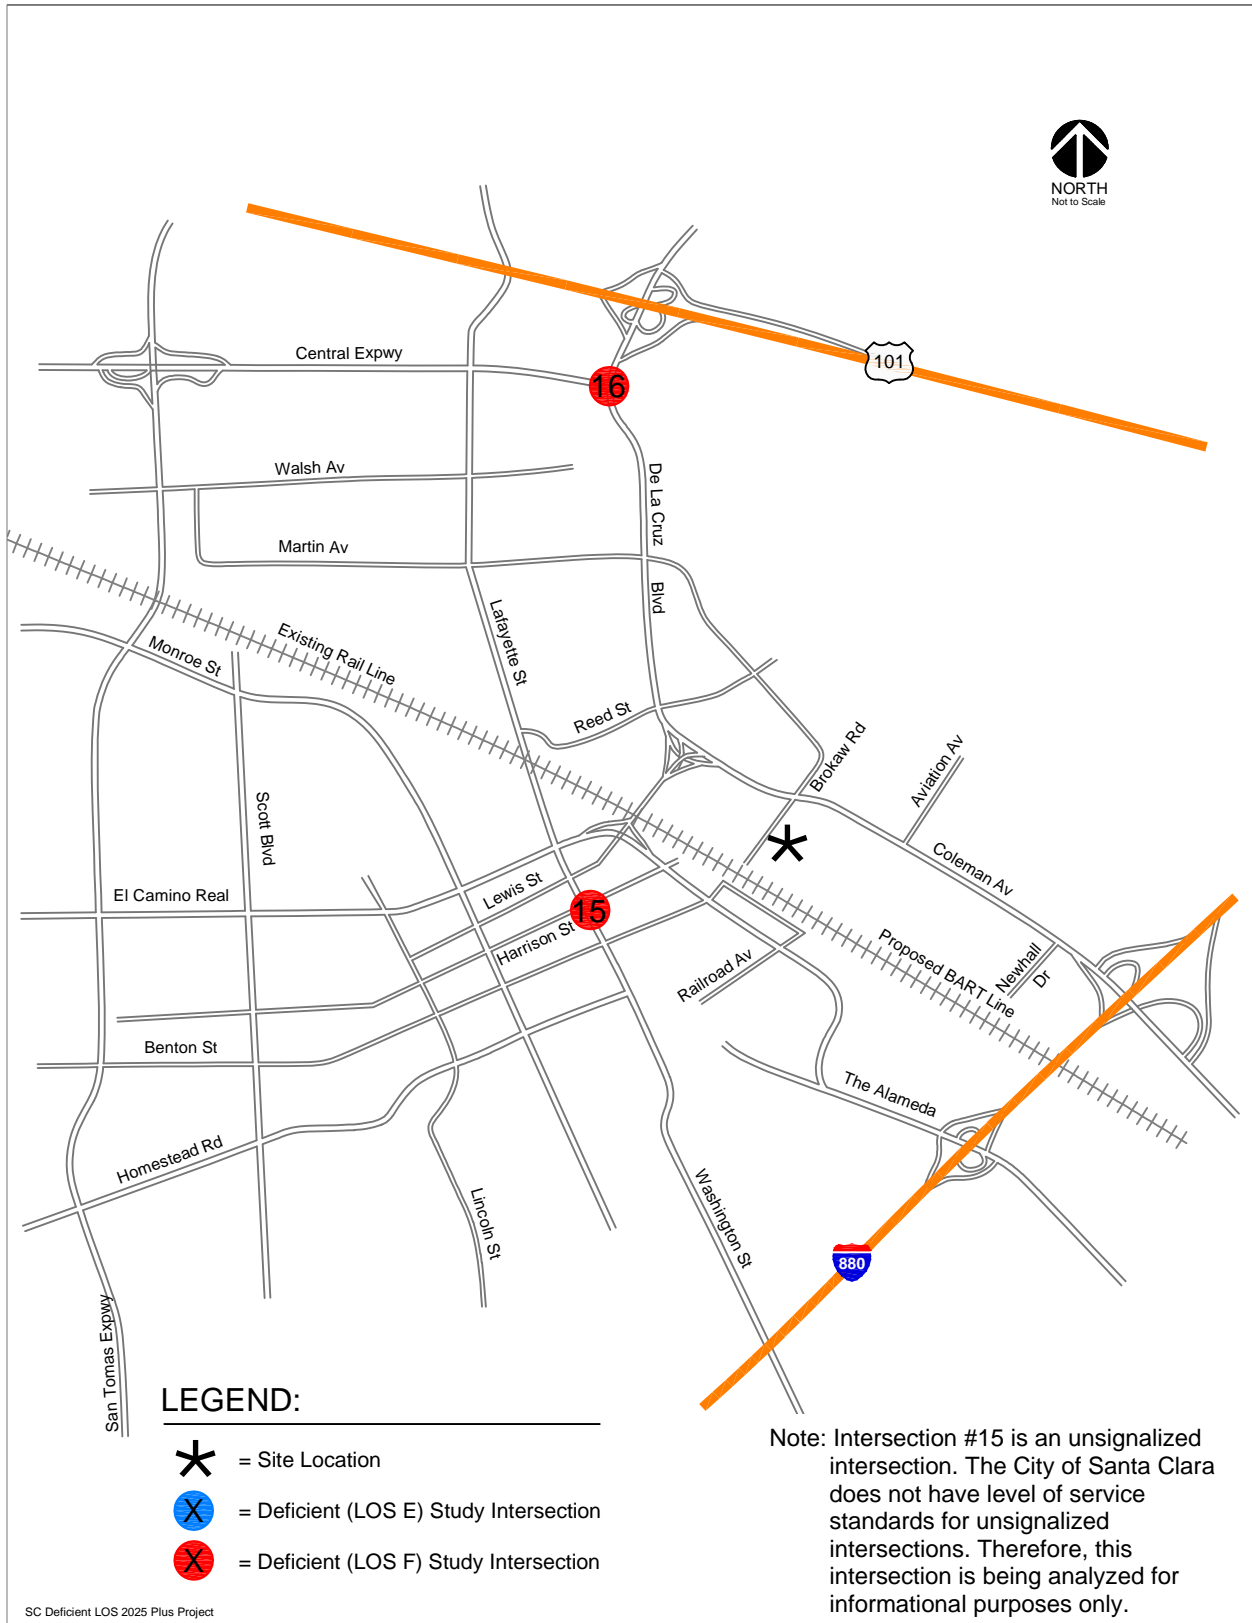 NORTH
Not to Scale
101
Central Expwy
16
Walsh Av
De La Cruz
Blvd
Martin Av
Lafayette St
Existing Rail Line
Monroe St
Reed St
Brokaw Rd
Aviation Av
Scott Blvd
Coleman Av
El Camino Real
Lewis St
15
Harrison St
Railroad Av
Proposed BART Line
Newhall
Dr
Benton St
The Alameda
Homestead Rd
Lincoln St
Washington St
880
San Tomas Expwy
LEGEND:
= Site Location
X = Deficient (LOS E) Study Intersection
X = Deficient (LOS F) Study Intersection
Note: Intersection #15 is an unsignalized
intersection. The City of Santa Clara
does not have level of service
standards for unsignalized
intersections. Therefore, this
intersection is being analyzed for
informational purposes only.
SC Deficient LOS 2025 Plus Project